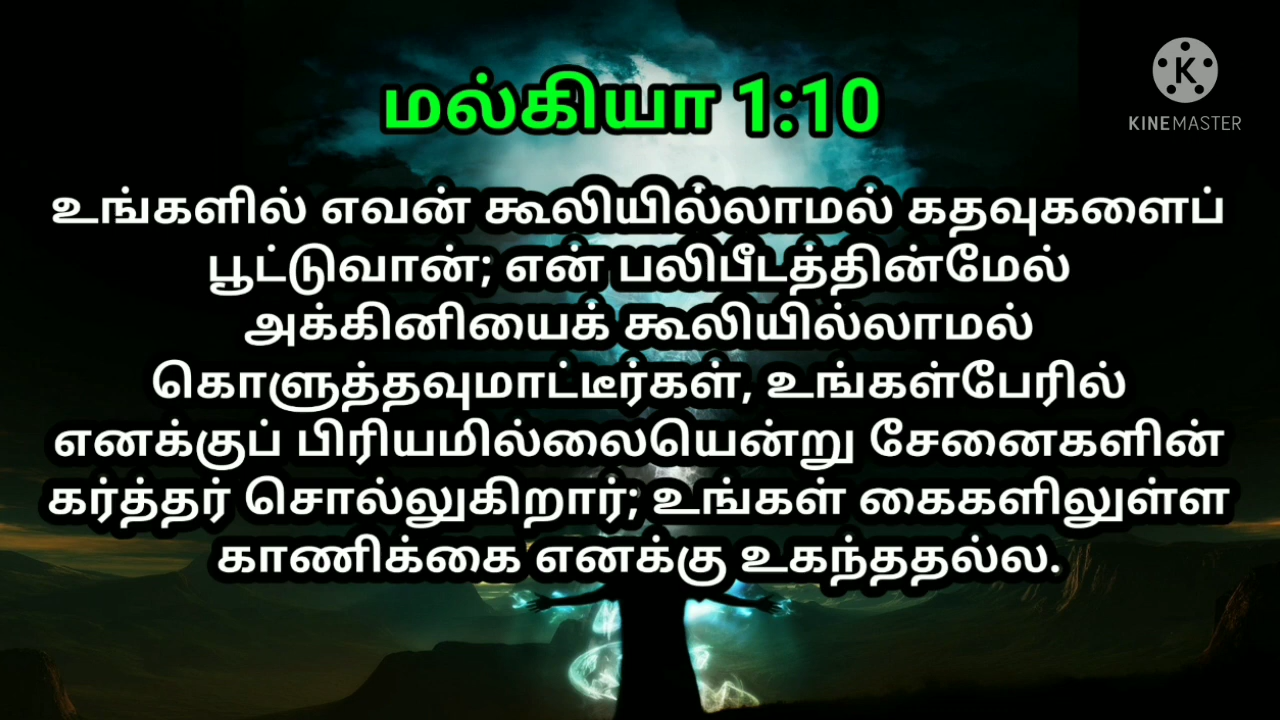 மல்கியா 1:10
K
KINEMASTER
உங்களில் எவன் கூலியில்லாமல் கதவுகளைப்
பூட்டுவான்; என் பலிபீடத்தின்மேல்
அக்கினியைக் கூலியில்லாமல்
கொளுத்தவுமாட்டீர்கள், உங்கள்பேரில்
எனக்குப் பிரியமில்லையென்று சேனைகளின்
கர்த்தர் சொல்லுகிறார்; உங்கள் கைகளிலுள்ள
காணிக்கை எனக்கு உகந்ததல்ல.